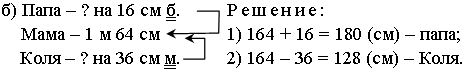 б) Папа – ? на 16 см б. Решение:
Мама – 1 м 64 см 1) 164 + 16 = 180 (см) – папа;
Коля – ? на 36 см м. 2) 164 – 36 = 128 (см) – Коля.